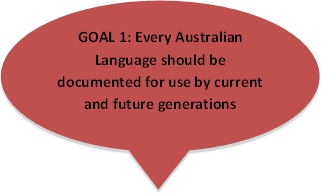 GOAL 1: Every Australian
Language should be
documented for use by current
and future generations